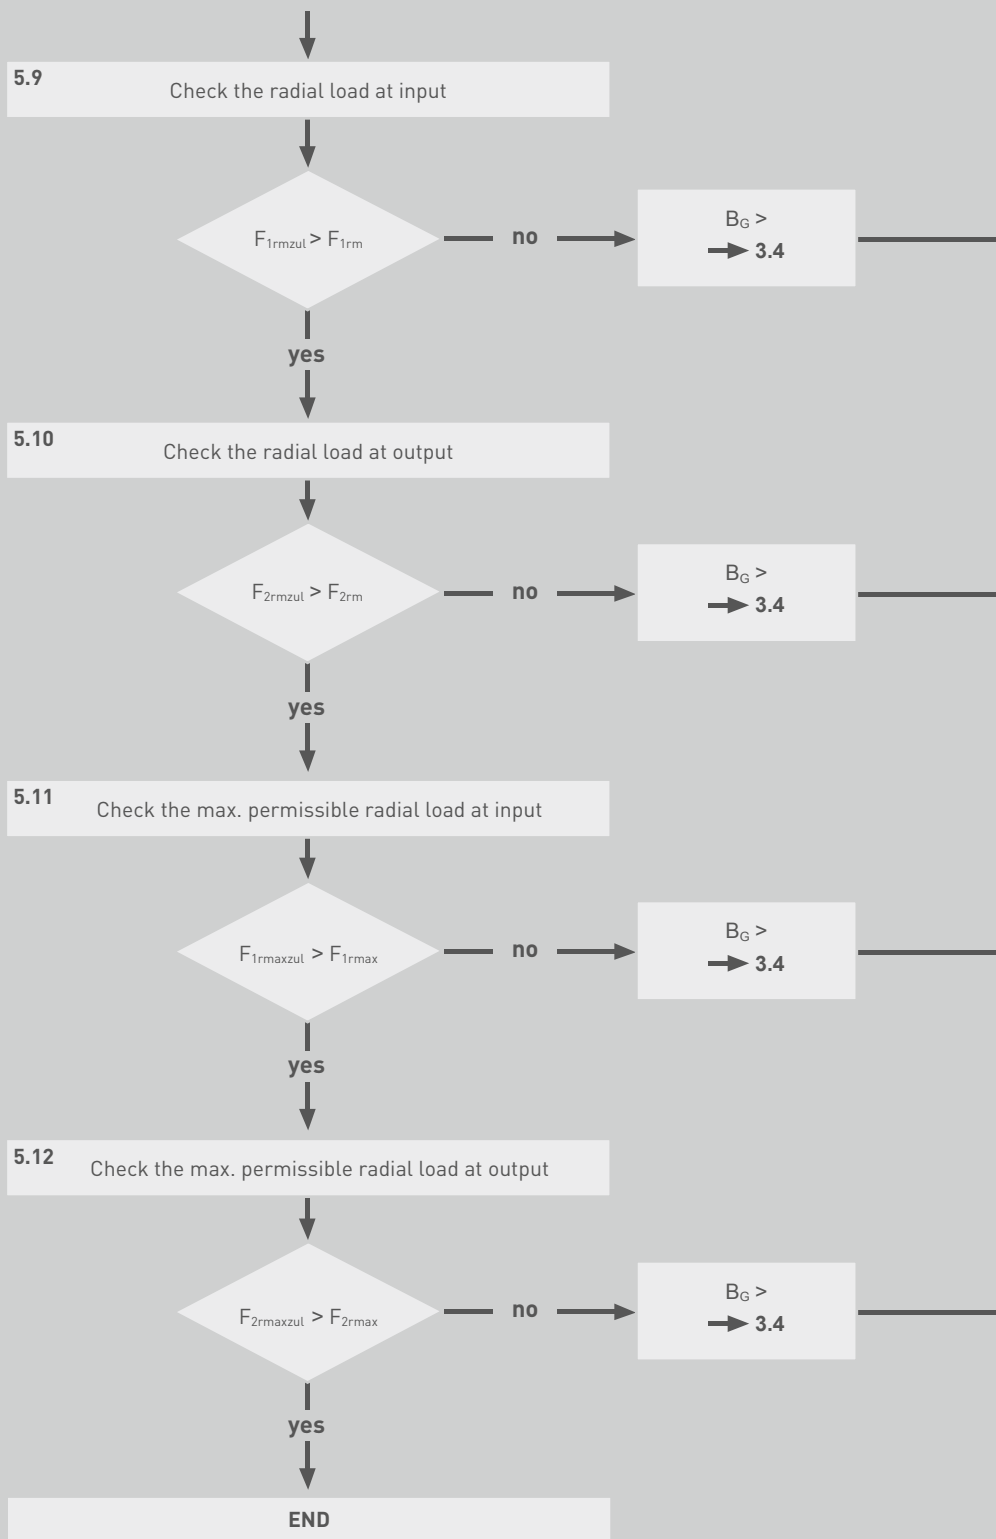 5.9
Check the radial load at input
F1rmzul > F1rm
no
BG >
3.4
yes
5.10
Check the radial load at output
F2rmzul > F2rm
no
BG >
3.4
yes
5.11
Check the max. permissible radial load at input
F1rmaxzul > F1rmax
no
BG >
3.4
yes
5.12
Check the max. permissible radial load at output
F2rmaxzul > F2rmax
no
BG >
3.4
yes
END